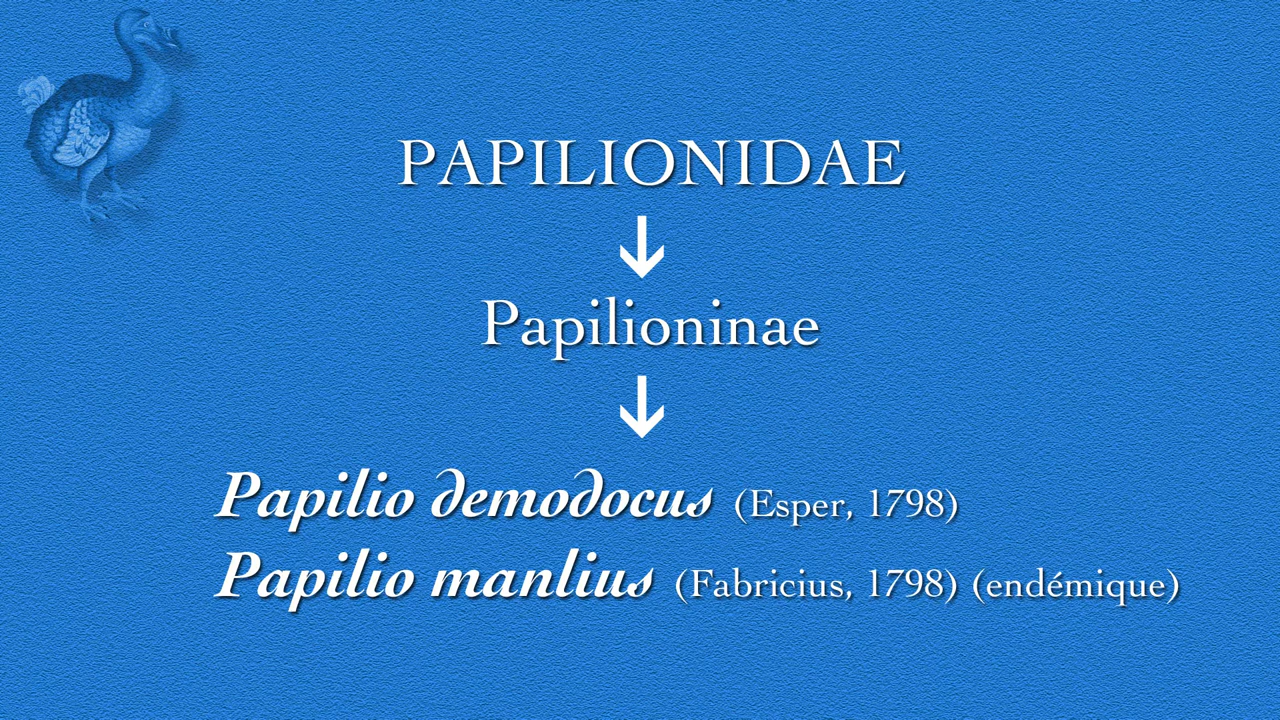 PAPILIONIDAE
Papilioninae
Papilio demodocus (Esper, 1798)
Papilio manlius (Fabricius, 1798) (endémique)